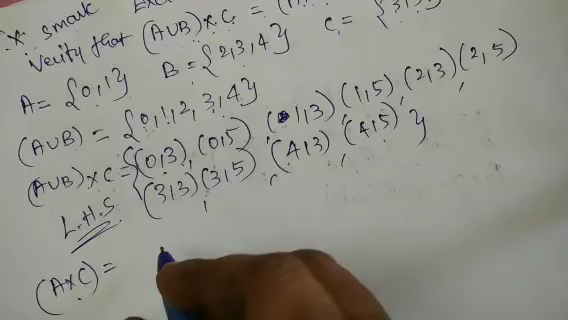 * smart
Verify that (A∪B)×C = (A
A = {0,1} B = {2,3,4} C = {3,5
(A∪B) = {0,1,2,3,4}
(A∪B)×C = {(0,3),(0,5) (1,3)(1,5)(2,3)(2,5)
(3,3)(3,5) (4,3) (4,5)}
L.H.S
(A×C) =